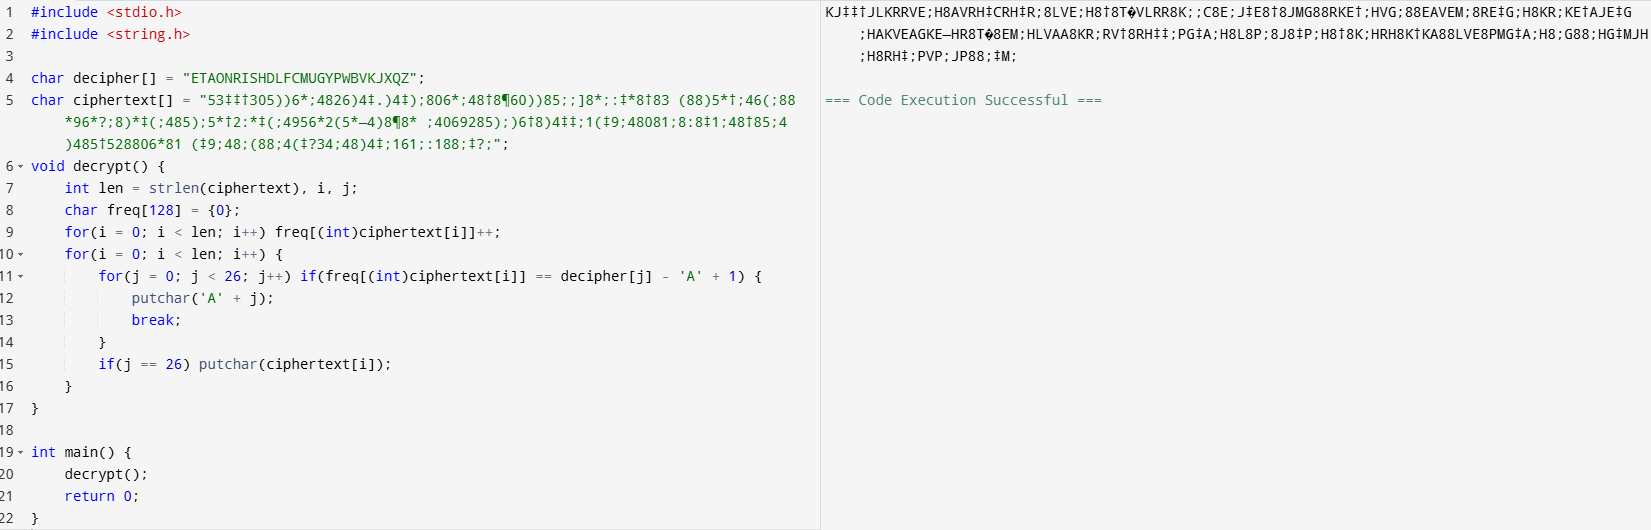 1 #include <stdio.h>
2 #include <string.h>
3
4 char decipher[] = "ETAONRISHDLFCMUGYPWBVKJXQZ";
5 char ciphertext[] = "53‡‡†305))6*;4826)4‡.)4‡);806*;48†8¶60))85;;]8*;:‡*8†83 (88)5*†;46(;88
*96*?;8)*‡(;485);5*†2:*‡(;4956*2(5*—4)8¶8* ;4069285);)6†8)4‡‡;1(‡9;48081;8:8‡1;48†85;4
)485†528806*81 (‡9;48;(88;4(‡?34;48)4‡;161;:188;‡?;";
6 void decrypt() {
7 int len = strlen(ciphertext), i, j;
8 char freq[128] = {0};
9 for(i = 0; i < len; i++) freq[(int)ciphertext[i]]++;
10 for(i = 0; i < len; i++) {
11 for(j = 0; j < 26; j++) if(freq[(int)ciphertext[i]] == decipher[j] - 'A' + 1) {
12 putchar('A' + j);
13 break;
14 }
15 if(j == 26) putchar(ciphertext[i]);
16 }
17 }
18
19 int main() {
20 decrypt();
21 return 0;
22 }
KJ‡‡†JLKRRVE;H8AVRH‡CRH‡R;8LVE;H8†8T�VLRR8K;;C8E;J‡E8†8JMG88RKE†;HVG;88EAVEM;8RE‡G;H8KR;KE†AJE‡G
;HAKVEAGKE—HR8T�8EM;HLVAA8KR;RV†8RH‡‡;PG‡A;H8L8P;8J8‡P;H8†8K;HRH8K†KA88LVE8PMG‡A;H8;G88;HG‡MJH
;H8RH‡;PVP;JP88;‡M;
=== Code Execution Successful ===